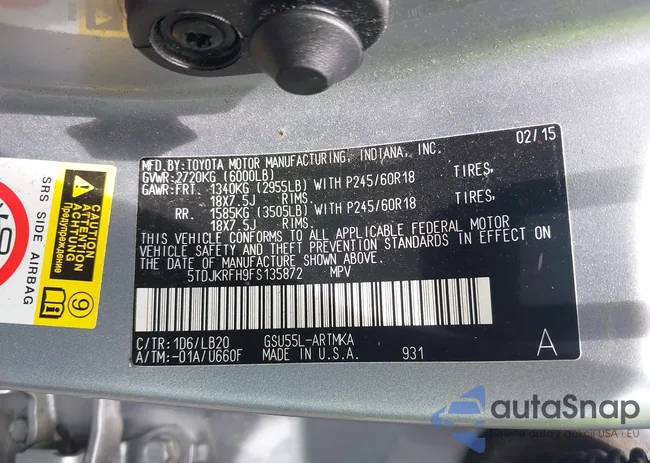 02/15
MFD.BY: TOYOTA MOTOR MANUFACTURING, INDIANA, INC.
GVWR: 2720KG (6000LB)
GAWR: FRT. 1340KG (2955LB) WITH P245/60R18 TIRES,
18X7.5J RIMS.
RR. 1585KG (3505LB) WITH P245/60R18 TIRES,
18X7.5J RIMS.
THIS VEHICLE CONFORMS TO ALL APPLICABLE FEDERAL MOTOR
VEHICLE SAFETY AND THEFT PREVENTION STANDARDS IN EFFECT ON
THE DATE OF MANUFACTURE SHOWN ABOVE.
5TDJKRFH9FS135872 MPV
C/TR: 1D6/LB20 GSU55L-ARTMKA
A/TM: -01A/U660F MADE IN U.S.A. 931 A
SRS SIDE AIRBAG
CAUTION
ATTENTION
ACHTUNG
Предупреждение
9
autoSnap